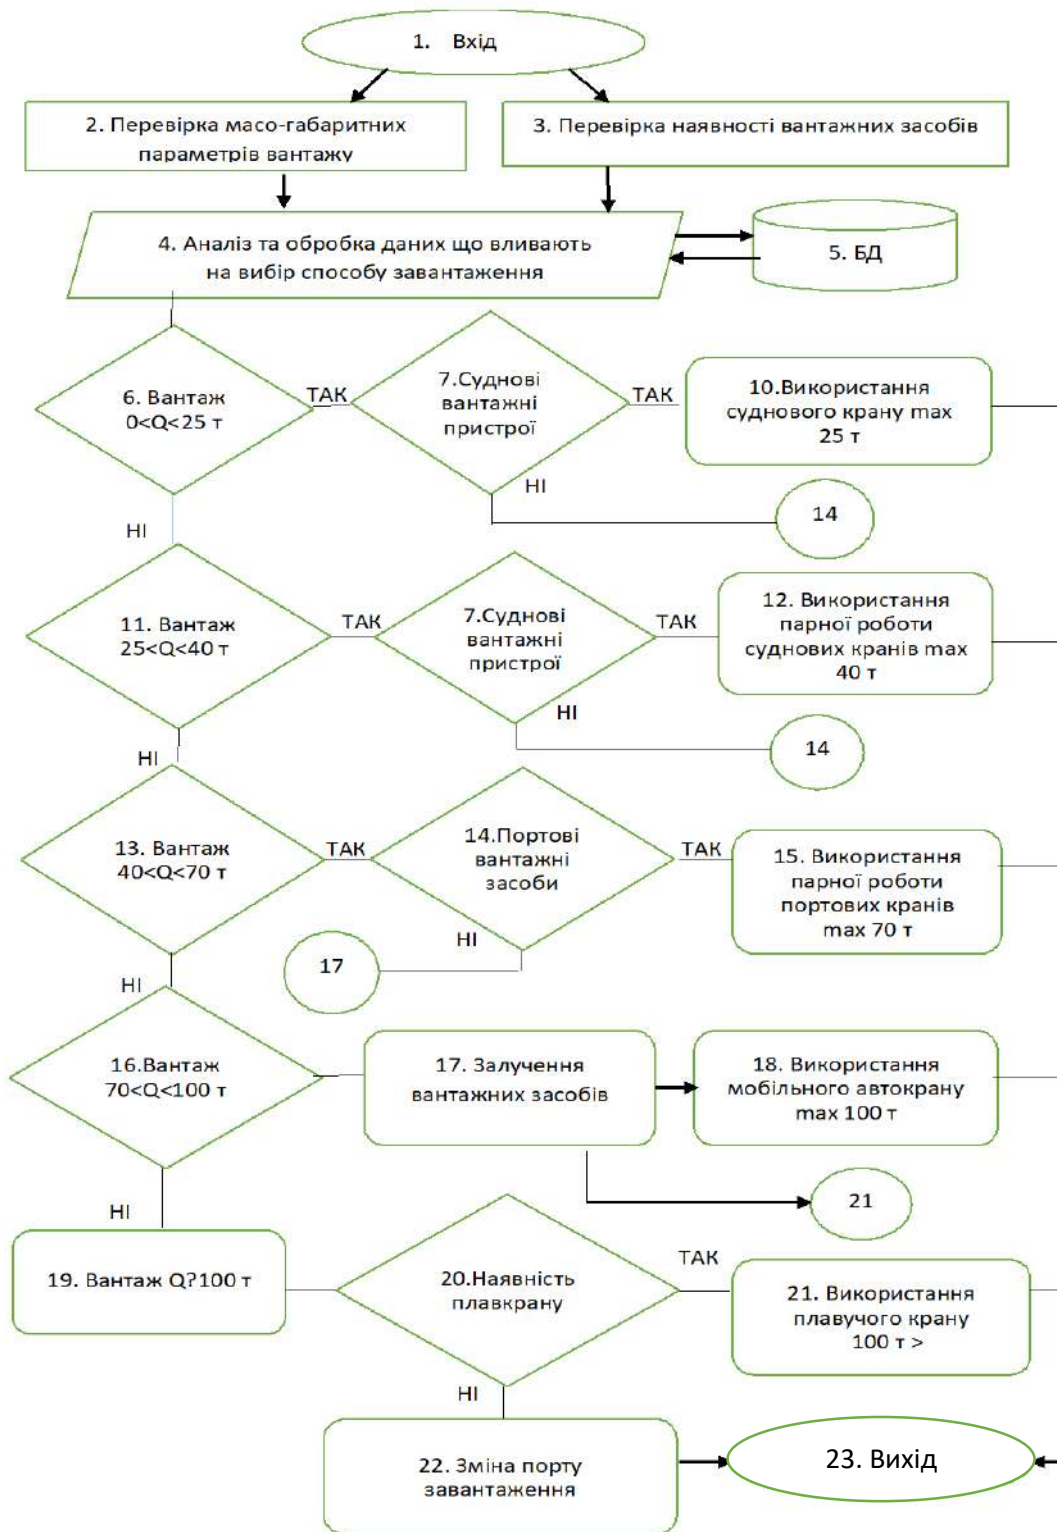 1. Вхід
2. Перевірка масо-габаритних
параметрів вантажу
3. Перевірка наявності вантажних засобів
4. Аналіз та обробка даних що вливають
на вибір способу завантаження
5. БД
6. Вантаж
0<Q<25 т
ТАК
7.Суднові
вантажні
пристрої
ТАК
10.Використання
суднового крану max
25 т
НІ
14
НІ
11. Вантаж
25<Q<40 т
ТАК
7.Суднові
вантажні
пристрої
ТАК
12. Використання
парної роботи
суднових кранів max
40 т
НІ
14
НІ
13. Вантаж
40<Q<70 т
ТАК
14.Портові
вантажні
засоби
ТАК
15. Використання
парної роботи
портових кранів
max 70 т
НІ
17
НІ
16.Вантаж
70<Q<100 т
17. Залучення
вантажних засобів
18. Використання
мобільного автокрану
max 100 т
21
НІ
19. Вантаж Q?100 т
20.Наявність
плавкрану
ТАК
21. Використання
плавучого крану
100 т >
НІ
22. Зміна порту
завантаження
23. Вихід